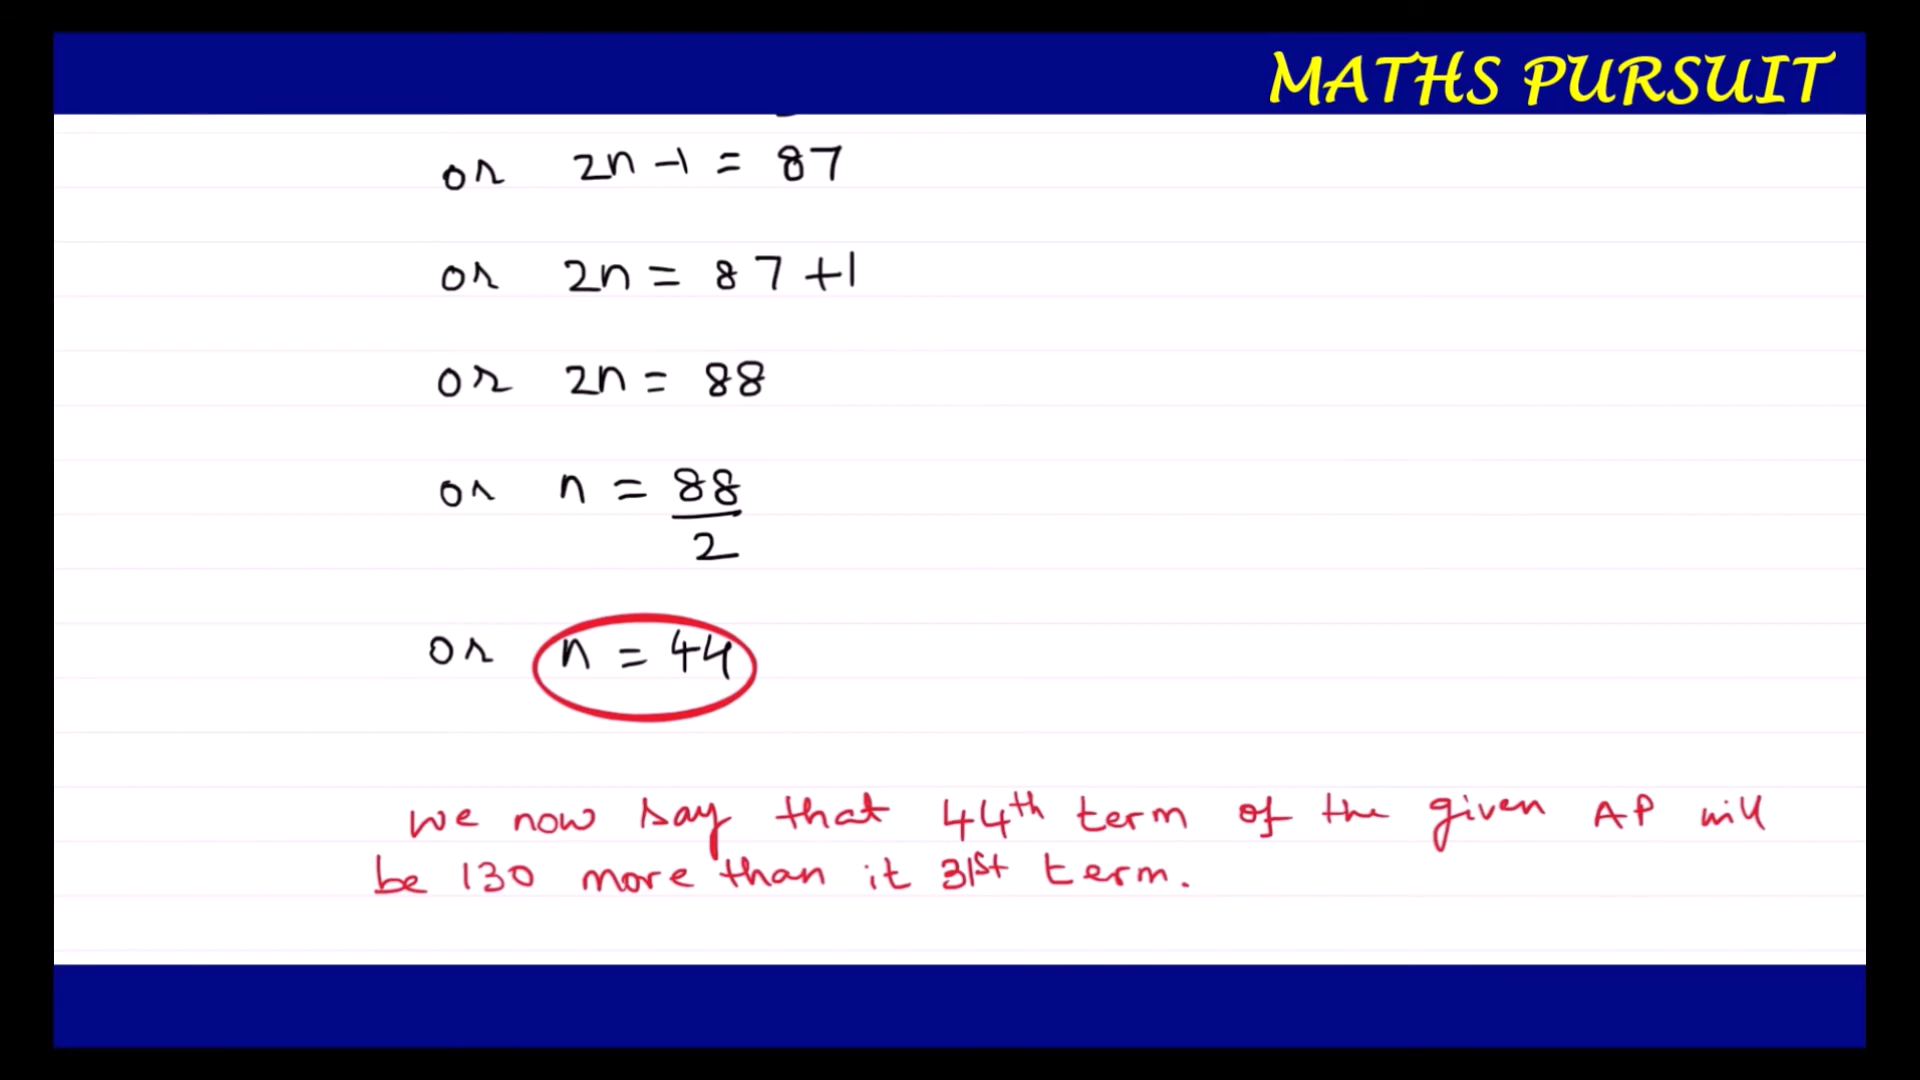 MATHS PURSUIT
or 2n -1 = 87
or 2n = 87 +1
or 2n = 88
or n = 88/2
or n = 44
we now say that 44th term of the given AP will
be 130 more than it 31st term.